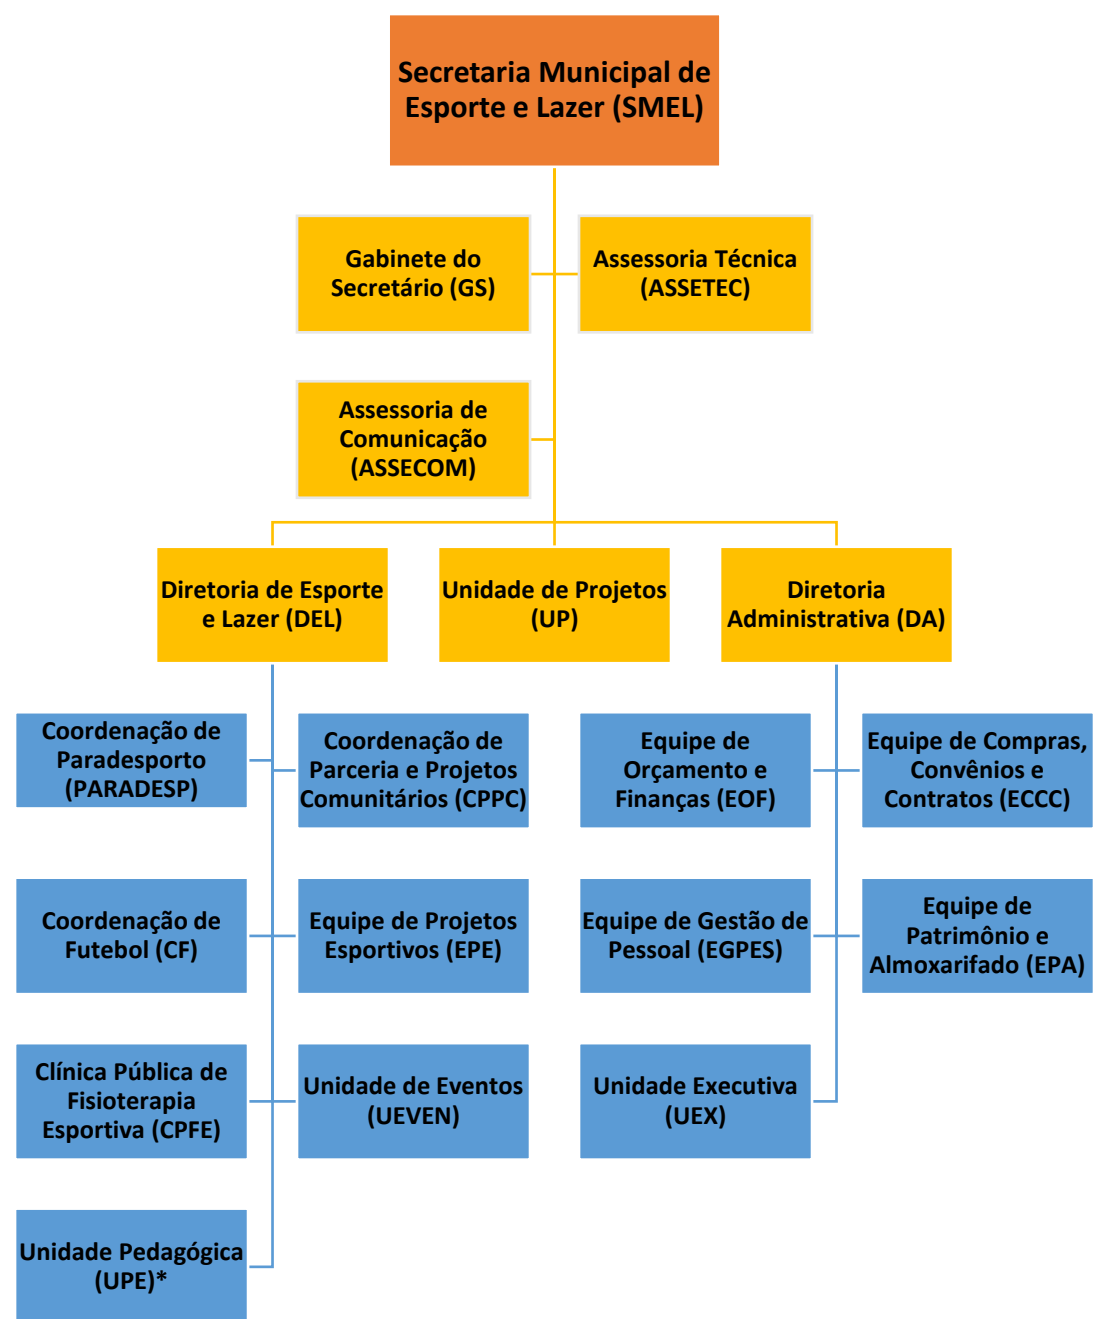 Secretaria Municipal de
Esporte e Lazer (SMEL)
Gabinete do
Secretário (GS)
Assessoria Técnica
(ASSETEC)
Assessoria de
Comunicação
(ASSECOM)
Diretoria de Esporte
e Lazer (DEL)
Unidade de Projetos
(UP)
Diretoria
Administrativa (DA)
Coordenação de
Paradesporto
(PARADESP)
Coordenação de
Parceria e Projetos
Comunitários (CPPC)
Equipe de
Orçamento e
Finanças (EOF)
Equipe de Compras,
Convênios e
Contratos (ECCC)
Coordenação de
Futebol (CF)
Equipe de Projetos
Esportivos (EPE)
Equipe de Gestão de
Pessoal (EGPES)
Equipe de
Patrimônio e
Almoxarifado (EPA)
Clínica Pública de
Fisioterapia
Esportiva (CPFE)
Unidade de Eventos
(UEVEN)
Unidade Executiva
(UEX)
Unidade Pedagógica
(UPE)*